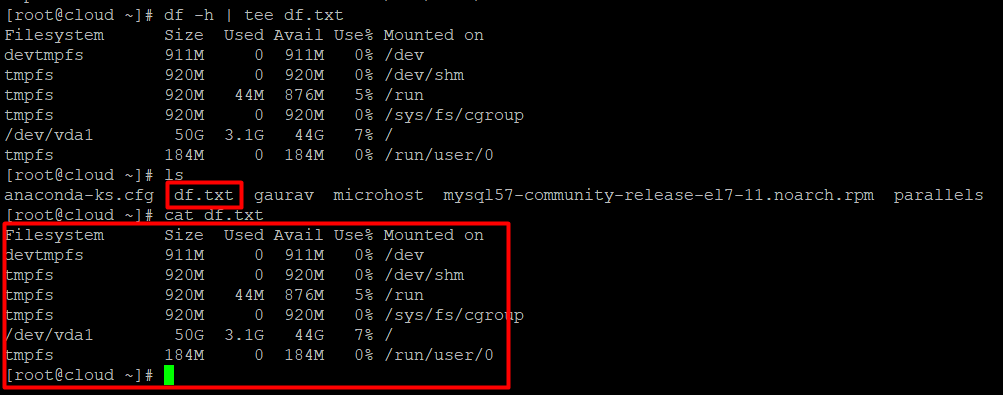 [root@cloud ~]# df -h | tee df.txt
Filesystem      Size  Used Avail Use% Mounted on
devtmpfs        911M     0  911M   0% /dev
tmpfs           920M     0  920M   0% /dev/shm
tmpfs           920M   44M  876M   5% /run
tmpfs           920M     0  920M   0% /sys/fs/cgroup
/dev/vda1        50G  3.1G   44G   7% /
tmpfs           184M     0  184M   0% /run/user/0
[root@cloud ~]# ls
anaconda-ks.cfg  df.txt  gaurav  microhost  mysql57-community-release-el7-11.noarch.rpm  parallels
[root@cloud ~]# cat df.txt
Filesystem      Size  Used Avail Use% Mounted on
devtmpfs        911M     0  911M   0% /dev
tmpfs           920M     0  920M   0% /dev/shm
tmpfs           920M   44M  876M   5% /run
tmpfs           920M     0  920M   0% /sys/fs/cgroup
/dev/vda1        50G  3.1G   44G   7% /
tmpfs           184M     0  184M   0% /run/user/0
[root@cloud ~]#